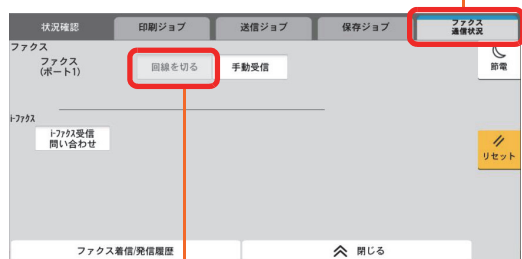 状況確認
印刷ジョブ
送信ジョブ
保存ジョブ
ファクス
通信状況
ファクス
ファクス
(ポート1)
回線を切る
手動受信
節電
i-ファクス
i-ファクス受信
問い合わせ
リセット
ファクス着信/発信履歴
閉じる